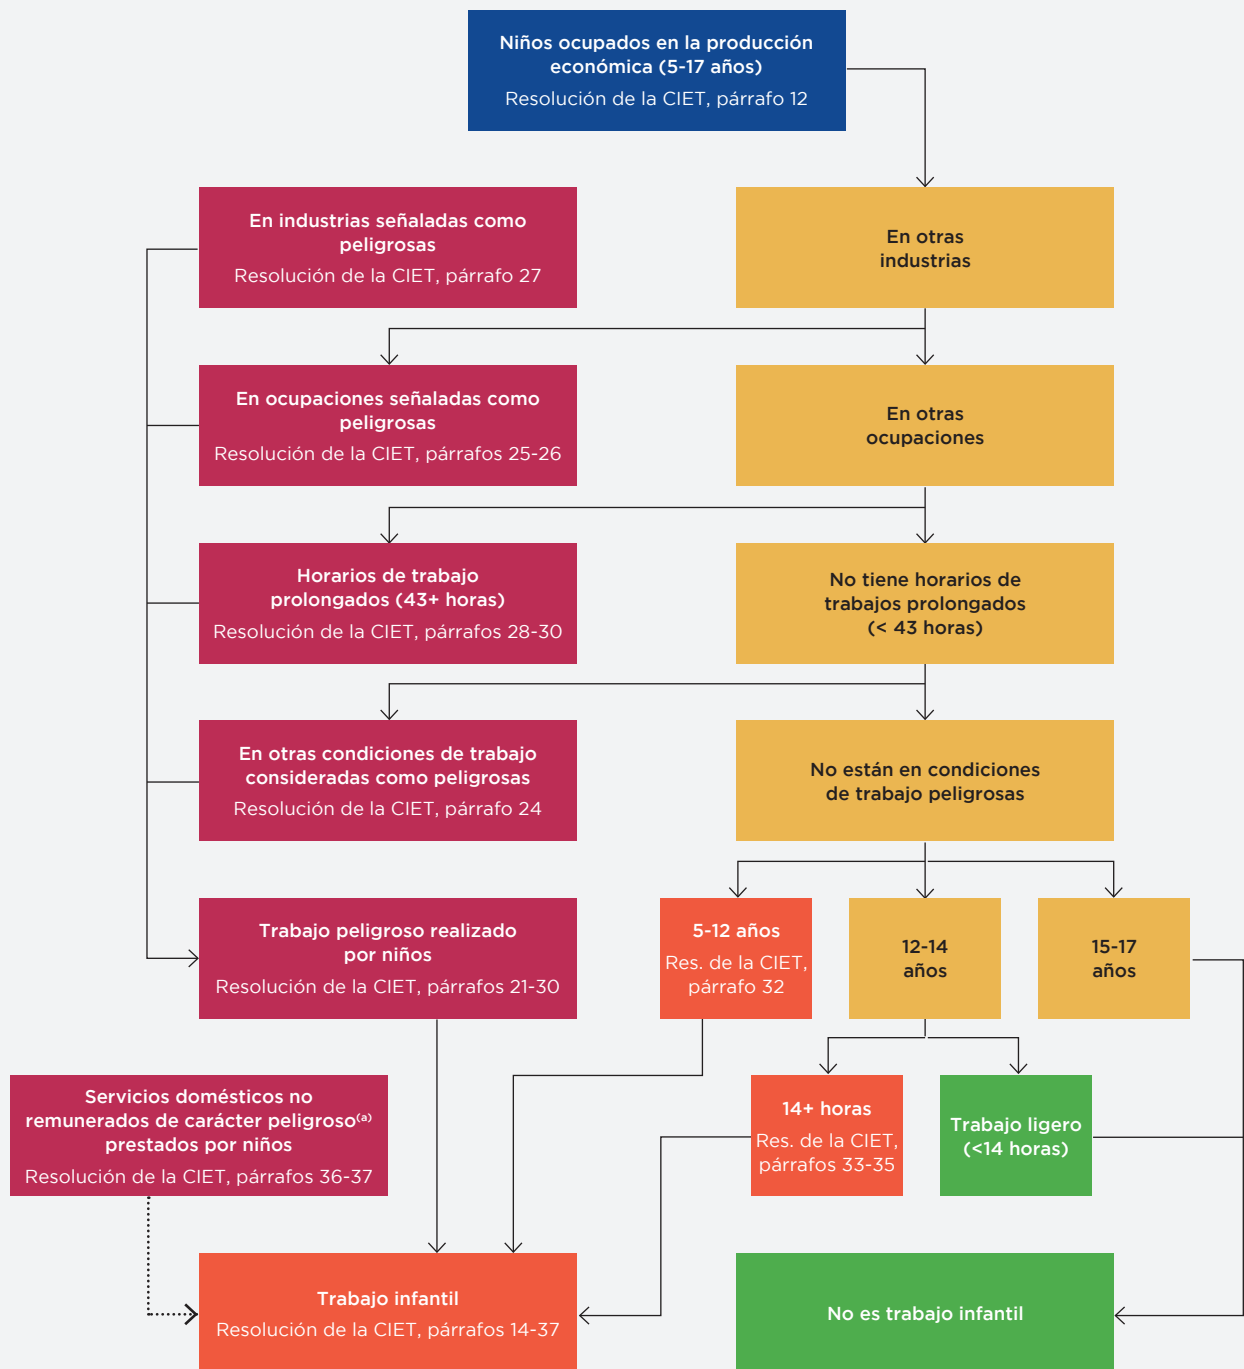 Niños ocupados en la producción
económica (5-17 años)
Resolución de la CIET, párrafo 12
En industrias señaladas como
peligrosas
Resolución de la CIET, párrafo 27
En otras
industrias
En ocupaciones señaladas como
peligrosas
Resolución de la CIET, párrafos 25-26
En otras
ocupaciones
Horarios de trabajo
prolongados (43+ horas)
Resolución de la CIET, párrafos 28-30
No tiene horarios de
trabajos prolongados
(< 43 horas)
En otras condiciones de trabajo
consideradas como peligrosas
Resolución de la CIET, párrafo 24
No están en condiciones
de trabajo peligrosas
Trabajo peligroso realizado
por niños
Resolución de la CIET, párrafos 21-30
5-12 años
Res. de la CIET,
párrafo 32
12-14
años
15-17
años
Servicios domésticos no
remunerados de carácter peligroso(a)
prestados por niños
Resolución de la CIET, párrafos 36-37
14+ horas
Res. de la CIET,
párrafos 33-35
Trabajo ligero
(<14 horas)
Trabajo infantil
Resolución de la CIET, párrafos 14-37
No es trabajo infantil